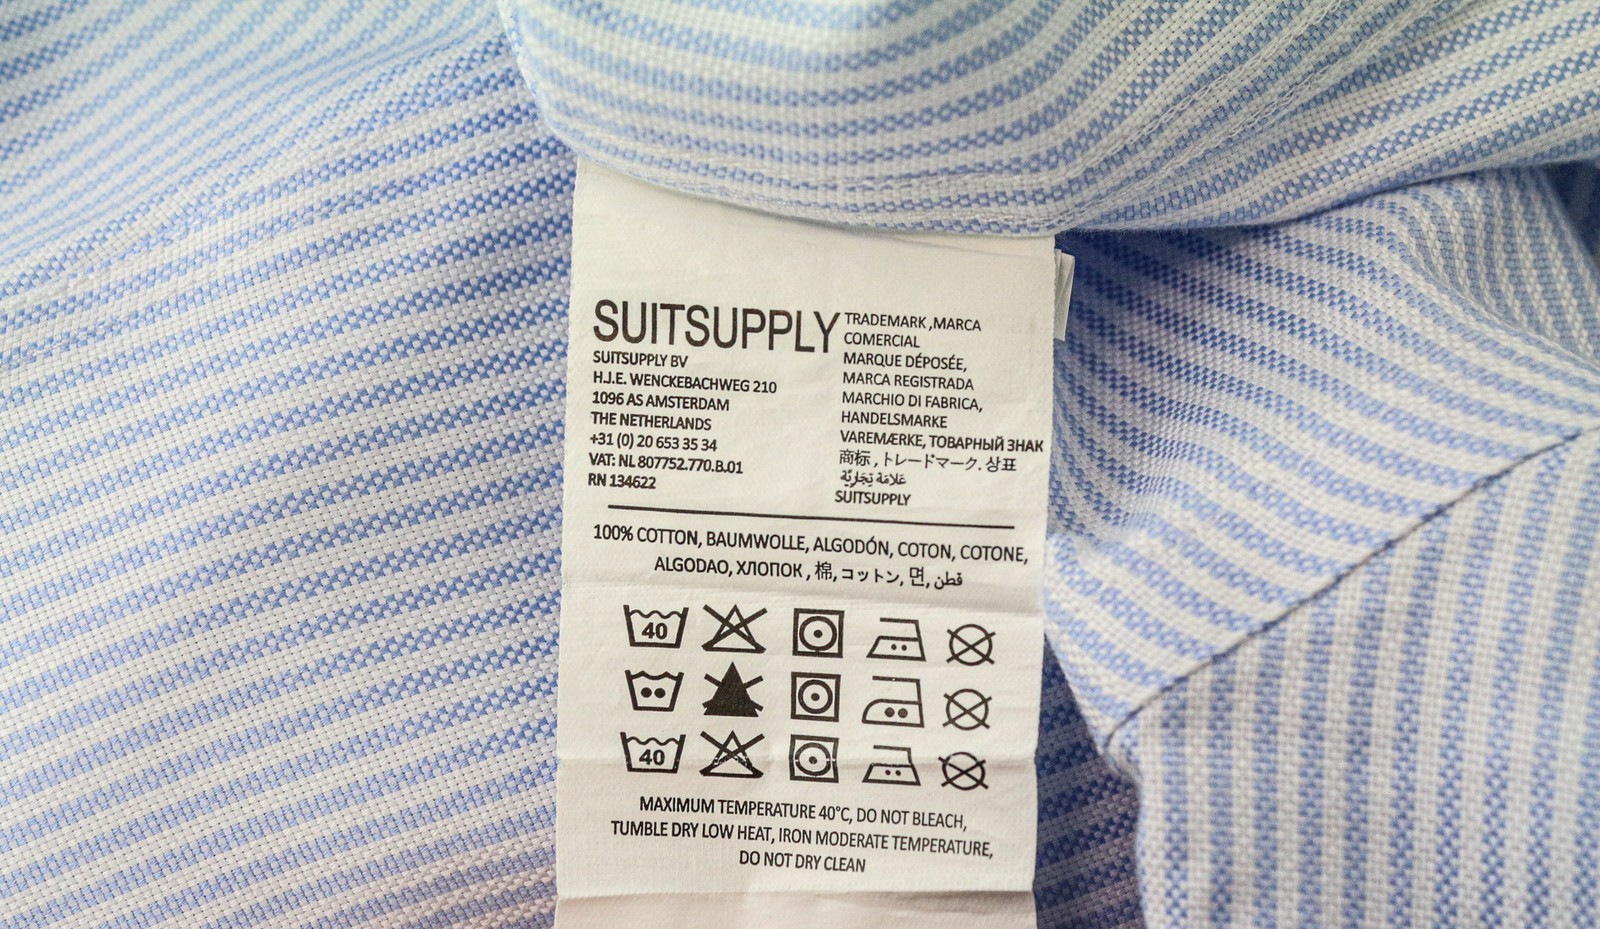 SUITSUPPLY
SUITSUPPLY BV
H.J.E. WENCKEBACHWEG 210
1096 AS AMSTERDAM
THE NETHERLANDS
+31 (0) 20 653 35 34
VAT: NL 807752.770.B.01
RN 134622
TRADEMARK ,MARCA
COMERCIAL
MARQUE DÉPOSÉE,
MARCA REGISTRADA
MARCHIO DI FABRICA,
HANDELSMARKE
VAREMÆRKE, ТОВАРНЫЙ ЗНАК
商标 , トレードマーク. 상표
عَلامَة تِجَارِيَّة
SUITSUPPLY
100% COTTON, BAUMWOLLE, ALGODÓN, COTON, COTONE,
ALGODAO, ХЛОПОК , 棉, コットン, 면, قطن
40
40
MAXIMUM TEMPERATURE 40°C, DO NOT BLEACH,
TUMBLE DRY LOW HEAT, IRON MODERATE TEMPERATURE,
DO NOT DRY CLEAN